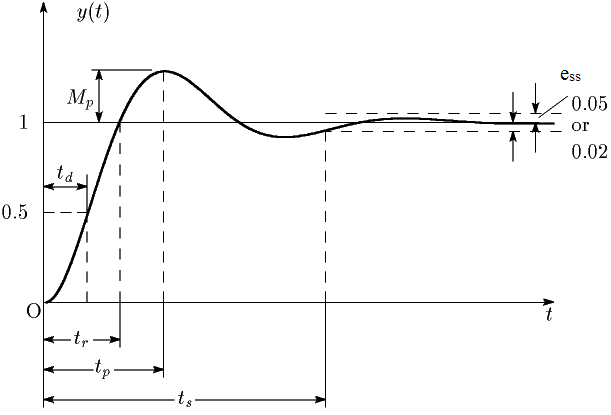 y(t)
e_ss
M_p
0.05
1
or
0.02
t_d
0.5
O
t
t_r
t_p
t_s